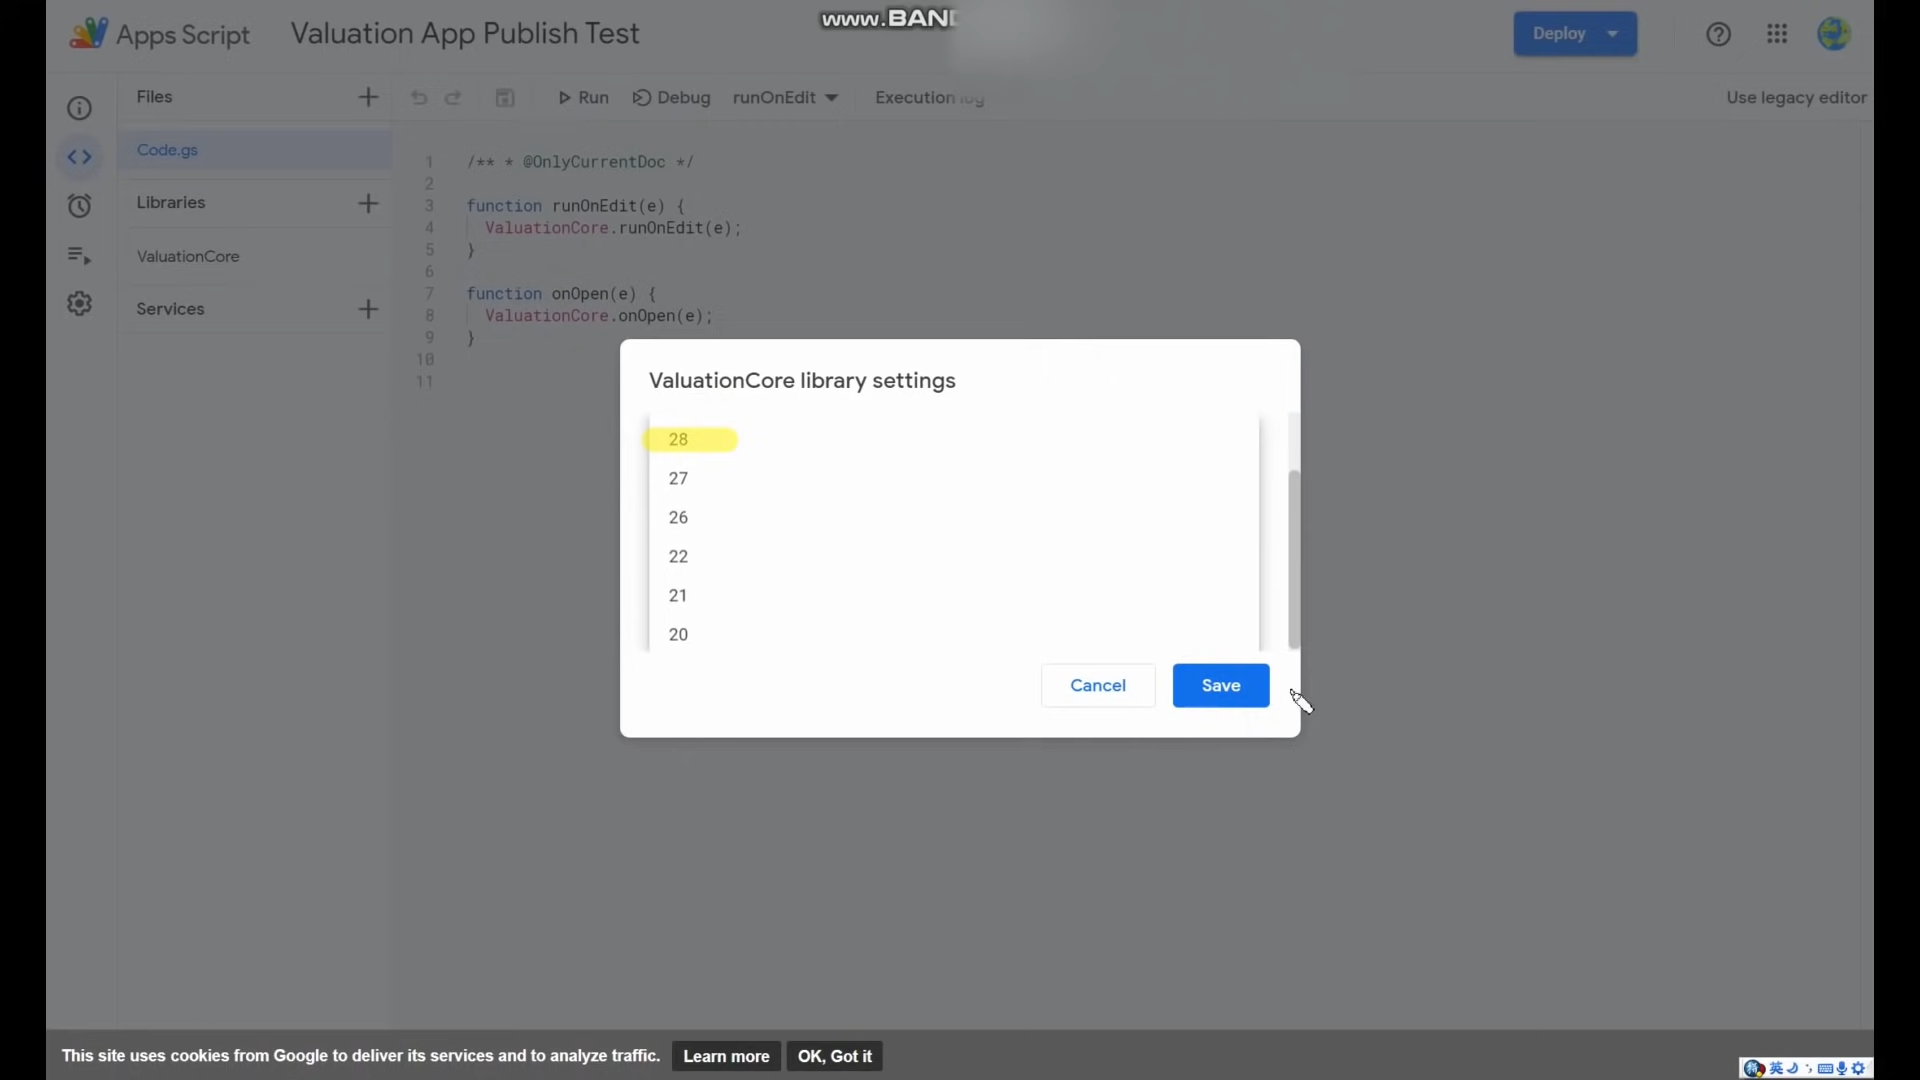 Apps Script
Valuation App Publish Test
www.BAND
Deploy
Files
Run
Debug
runOnEdit
Execution log
Use legacy editor
Code.gs
Libraries
ValuationCore
Services
1 /** * @OnlyCurrentDoc */
2
3 function runOnEdit(e) {
4 ValuationCore.runOnEdit(e);
5 }
6
7 function onOpen(e) {
8 ValuationCore.onOpen(e);
9 }
10
11
ValuationCore library settings
28
27
26
22
21
20
Cancel
Save
This site uses cookies from Google to deliver its services and to analyze traffic.
Learn more
OK, Got it
英